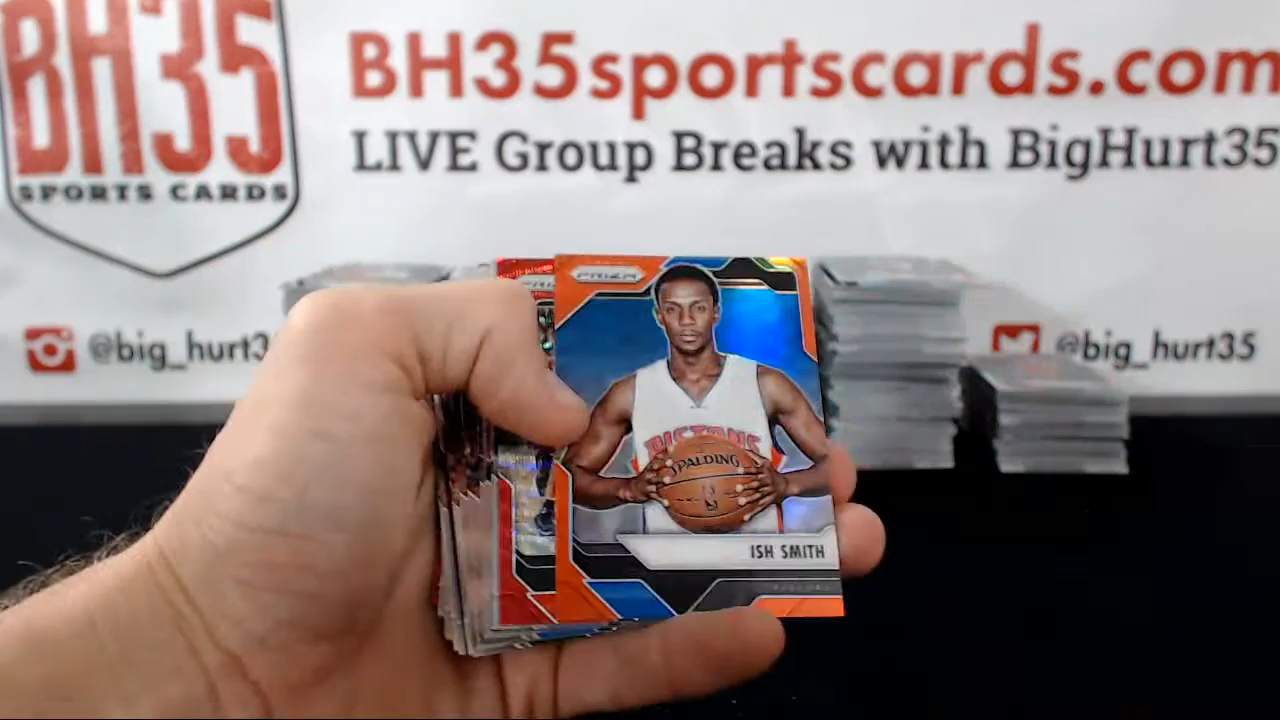 BH35
SPORTS CARDS
BH35sportscards.com
LIVE Group Breaks with BigHurt35
@big_hurt3
@big_hurt35
PRIZM
PISTONS
SPALDING
ISH SMITH